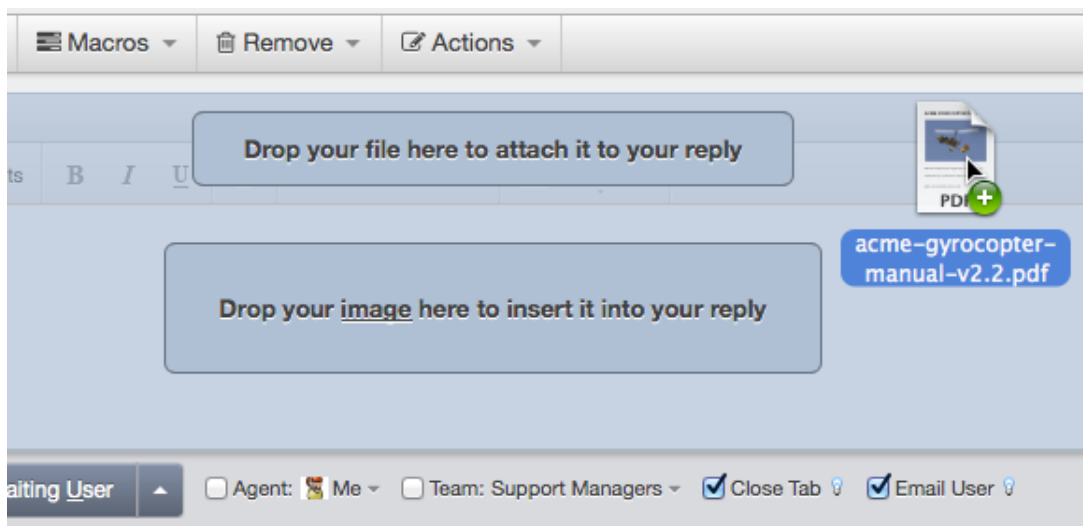 Macros Remove Actions
Drop your file here to attach it to your reply
ts B I U
PDF
acme-gyrocopter-
manual-v2.2.pdf
Drop your image here to insert it into your reply
aiting User Agent: Me Team: Support Managers Close Tab Email User